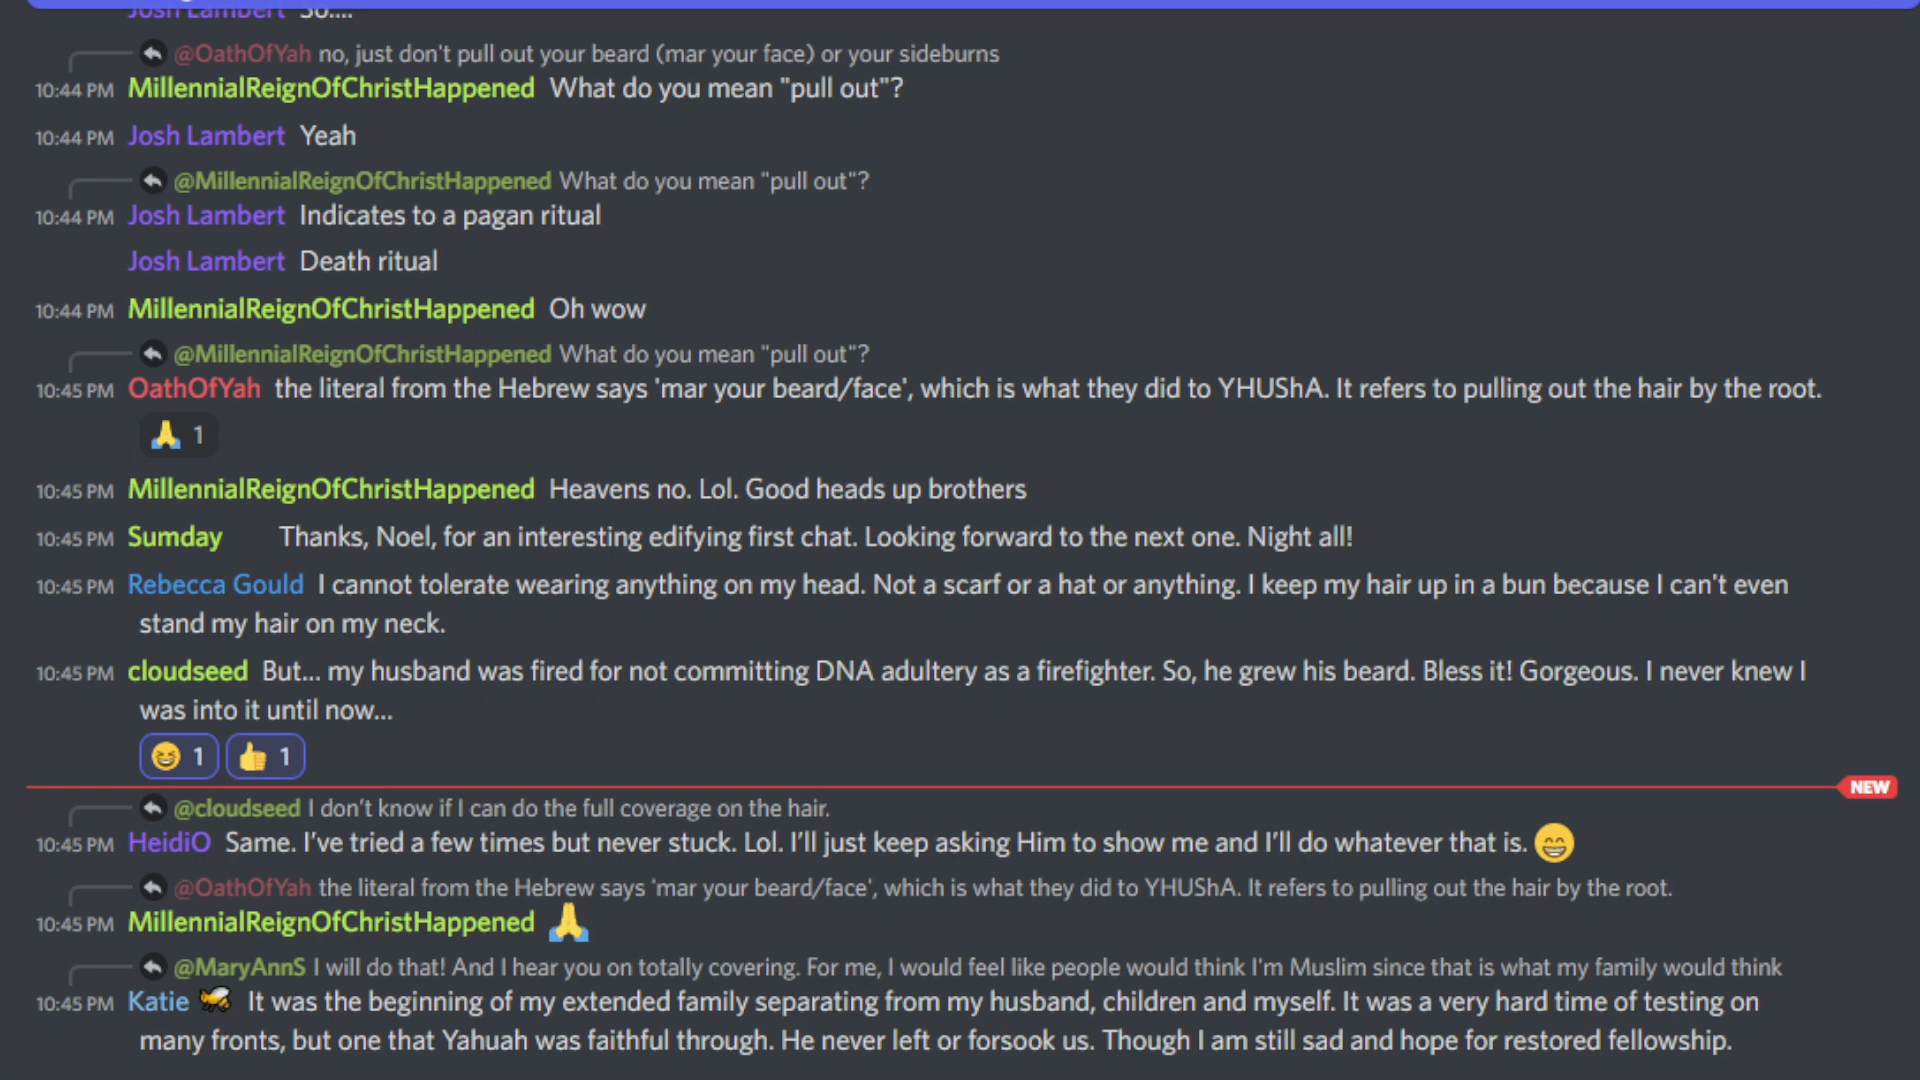 Josh Lambert So....
@OathOfYah no, just don't pull out your beard (mar your face) or your sideburns
10:44 PM MillennialReignOfChristHappened What do you mean "pull out"?
10:44 PM Josh Lambert Yeah
@MillennialReignOfChristHappened What do you mean "pull out"?
10:44 PM Josh Lambert Indicates to a pagan ritual
Josh Lambert Death ritual
10:44 PM MillennialReignOfChristHappened Oh wow
@MillennialReignOfChristHappened What do you mean "pull out"?
10:45 PM OathOfYah the literal from the Hebrew says 'mar your beard/face', which is what they did to YHUShA. It refers to pulling out the hair by the root.
🙏 1
10:45 PM MillennialReignOfChristHappened Heavens no. Lol. Good heads up brothers
10:45 PM Sumday Thanks, Noel, for an interesting edifying first chat. Looking forward to the next one. Night all!
10:45 PM Rebecca Gould I cannot tolerate wearing anything on my head. Not a scarf or a hat or anything. I keep my hair up in a bun because I can't even
stand my hair on my neck.
10:45 PM cloudseed But... my husband was fired for not committing DNA adultery as a firefighter. So, he grew his beard. Bless it! Gorgeous. I never knew I
was into it until now...
😆 1 👍 1
NEW
@cloudseed I don’t know if I can do the full coverage on the hair.
10:45 PM HeidiO Same. I’ve tried a few times but never stuck. Lol. I’ll just keep asking Him to show me and I’ll do whatever that is. 😁
@OathOfYah the literal from the Hebrew says 'mar your beard/face', which is what they did to YHUShA. It refers to pulling out the hair by the root.
10:45 PM MillennialReignOfChristHappened 🙏
@MaryAnnS I will do that! And I hear you on totally covering. For me, I would feel like people would think I'm Muslim since that is what my family would think
10:45 PM Katie 🐝 It was the beginning of my extended family separating from my husband, children and myself. It was a very hard time of testing on
many fronts, but one that Yahuah was faithful through. He never left or forsook us. Though I am still sad and hope for restored fellowship.